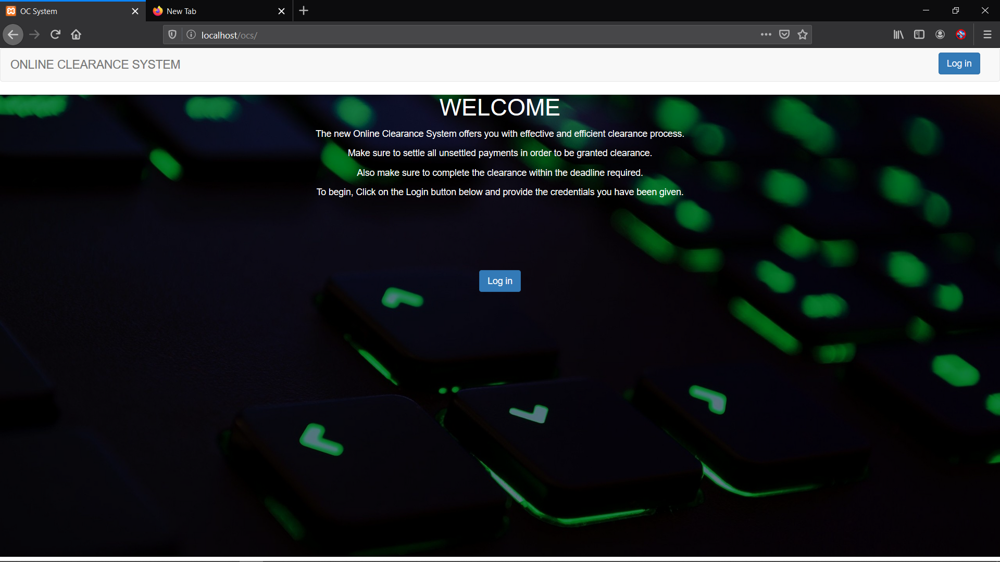 OC System
New Tab
localhost/ocs/
ONLINE CLEARANCE SYSTEM
Log in
WELCOME
The new Online Clearance System offers you with effective and efficient clearance process.
Make sure to settle all unsettled payments in order to be granted clearance.
Also make sure to complete the clearance within the deadline required.
To begin, Click on the Login button below and provide the credentials you have been given.
Log in